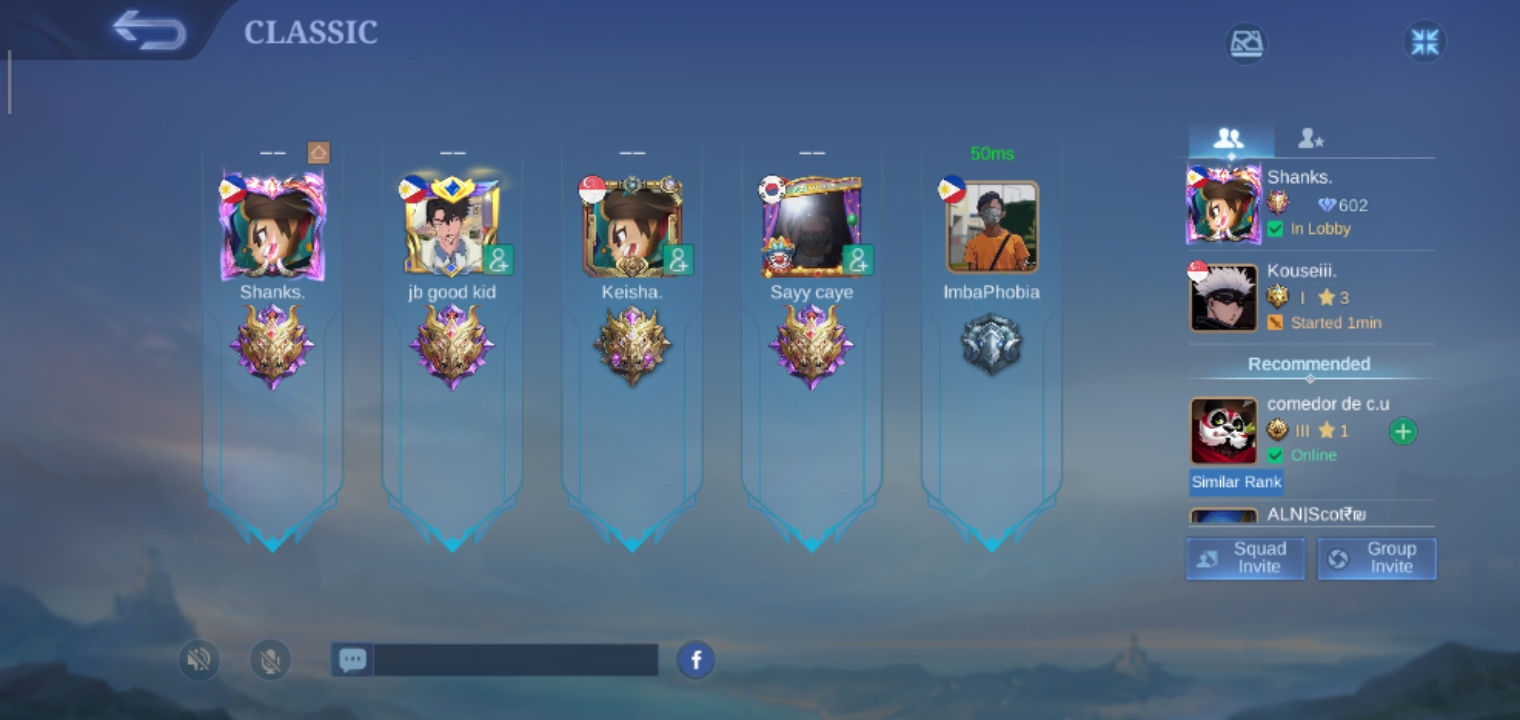 CLASSIC
--
--
--
--
50ms
Shanks.
jb good kid
Keisha.
Sayy caye
ImbaPhobia
Shanks.
602
In Lobby
Kouseiii.
I 3
Started 1min
Recommended
comedor de c.u
III 1
Online
Similar Rank
Squad
Invite
Group
Invite